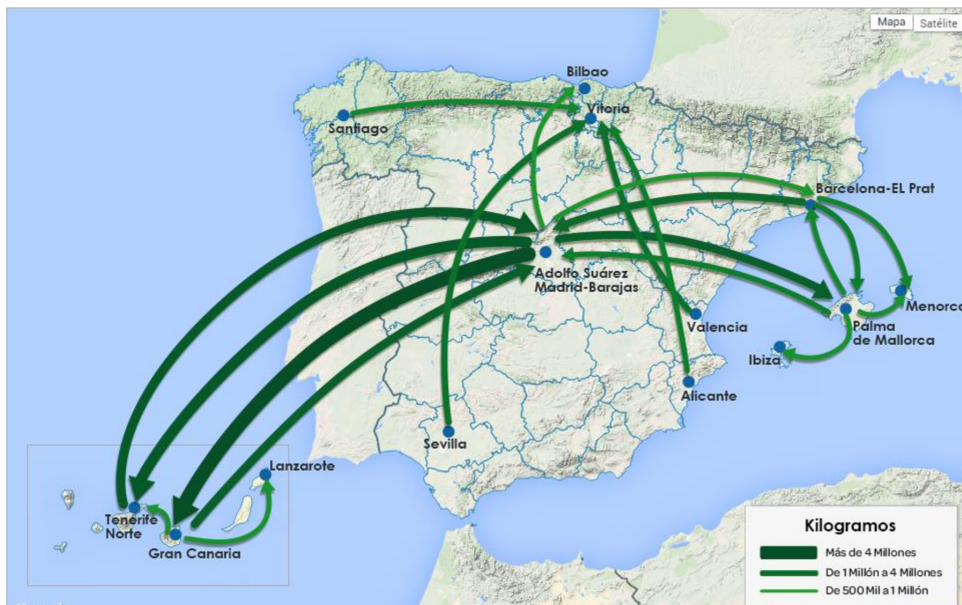 Mapa
Satélite
Bilbao
Vitoria
Santiago
Barcelona-EL Prat
Adolfo Suárez
Madrid-Barajas
Menorca
Palma
de Mallorca
Valencia
Ibiza
Alicante
Sevilla
Lanzarote
Tenerife
Norte
Gran Canaria
Kilogramos
Más de 4 Millones
De 1 Millón a 4 Millones
De 500 Mil a 1 Millón